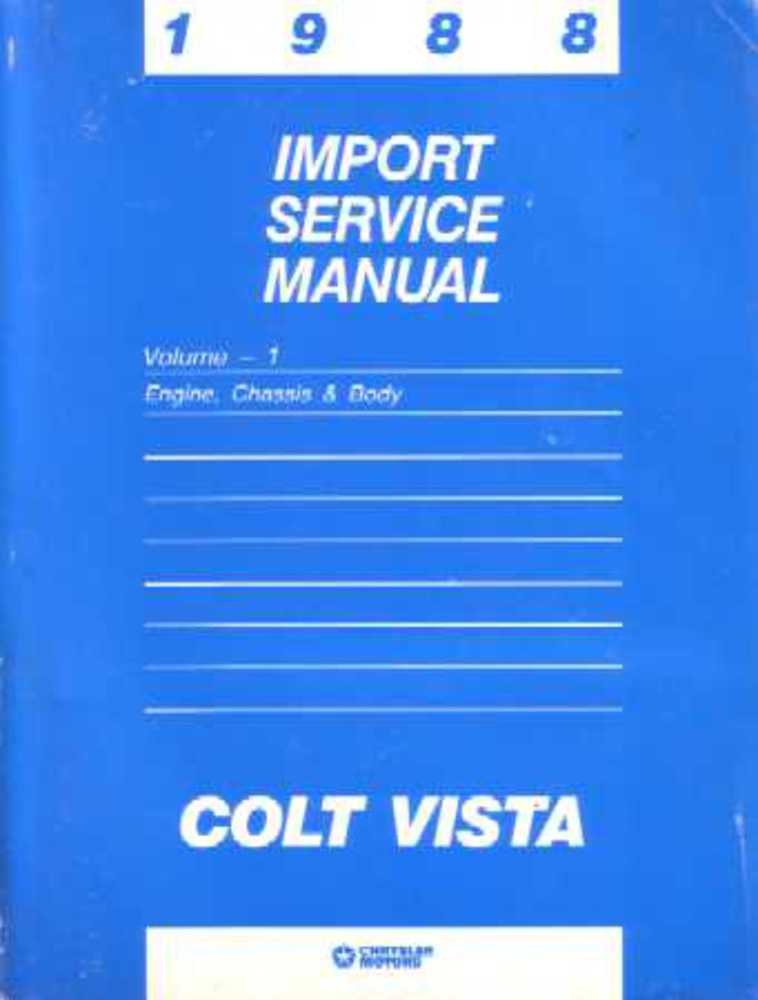 1 9 8 8
IMPORT
SERVICE
MANUAL
Volume – 1
Engine, Chassis & Body
COLT VISTA
CHRYSLER
MOTORS